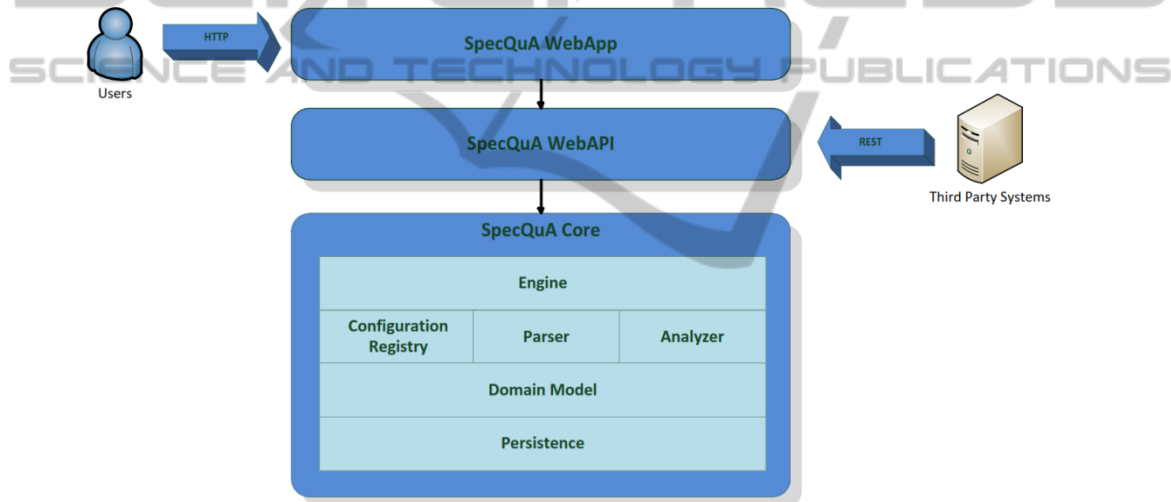 HTTP
SpecQuA WebApp
SCIENCE AND TECHNOLOGY PUBLICATIONS
Users
SpecQuA WebAPI
REST
Third Party Systems
SpecQuA Core
Engine
Configuration
Registry
Parser
Analyzer
Domain Model
Persistence